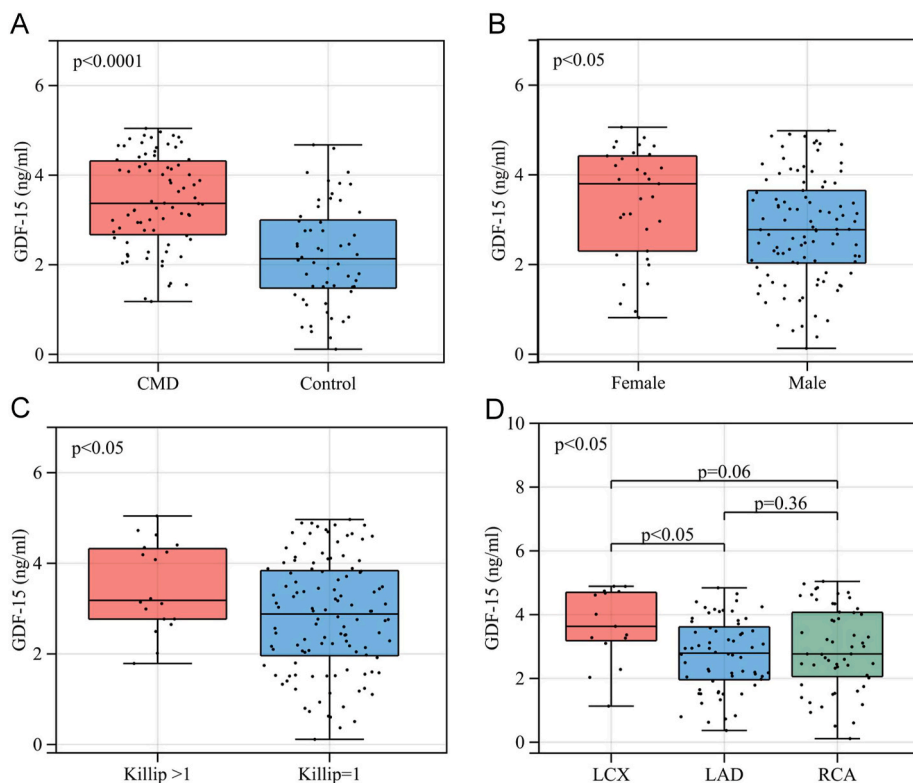 A
p<0.0001
GDF-15 (ng/ml)
6
4
2
0
CMD Control
B
p<0.05
GDF-15 (ng/ml)
6
4
2
0
Female Male
C
p<0.05
GDF-15 (ng/ml)
6
4
2
0
Killip >1 Killip=1
D
10
p<0.05
p=0.06
8
p=0.36
p<0.05
GDF-15 (ng/ml)
6
4
2
0
LCX LAD RCA